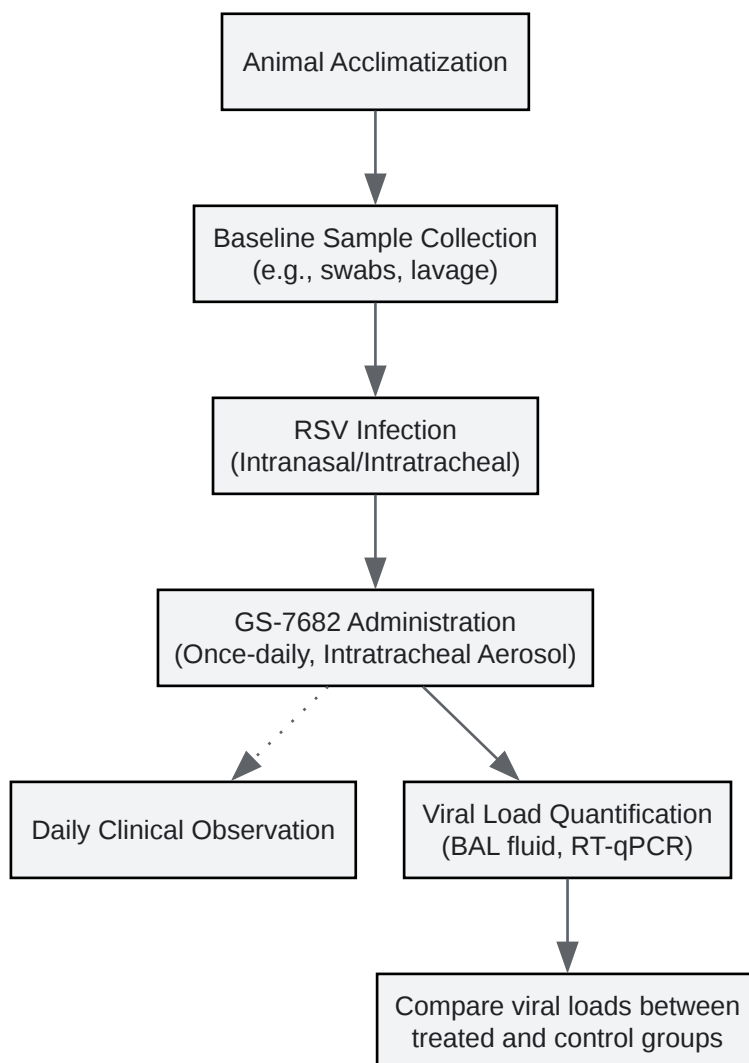 Animal Acclimatization
Baseline Sample Collection
(e.g., swabs, lavage)
RSV Infection
(Intranasal/Intratracheal)
GS-7682 Administration
(Once-daily, Intratracheal Aerosol)
Daily Clinical Observation
Viral Load Quantification
(BAL fluid, RT-qPCR)
Compare viral loads between
treated and control groups